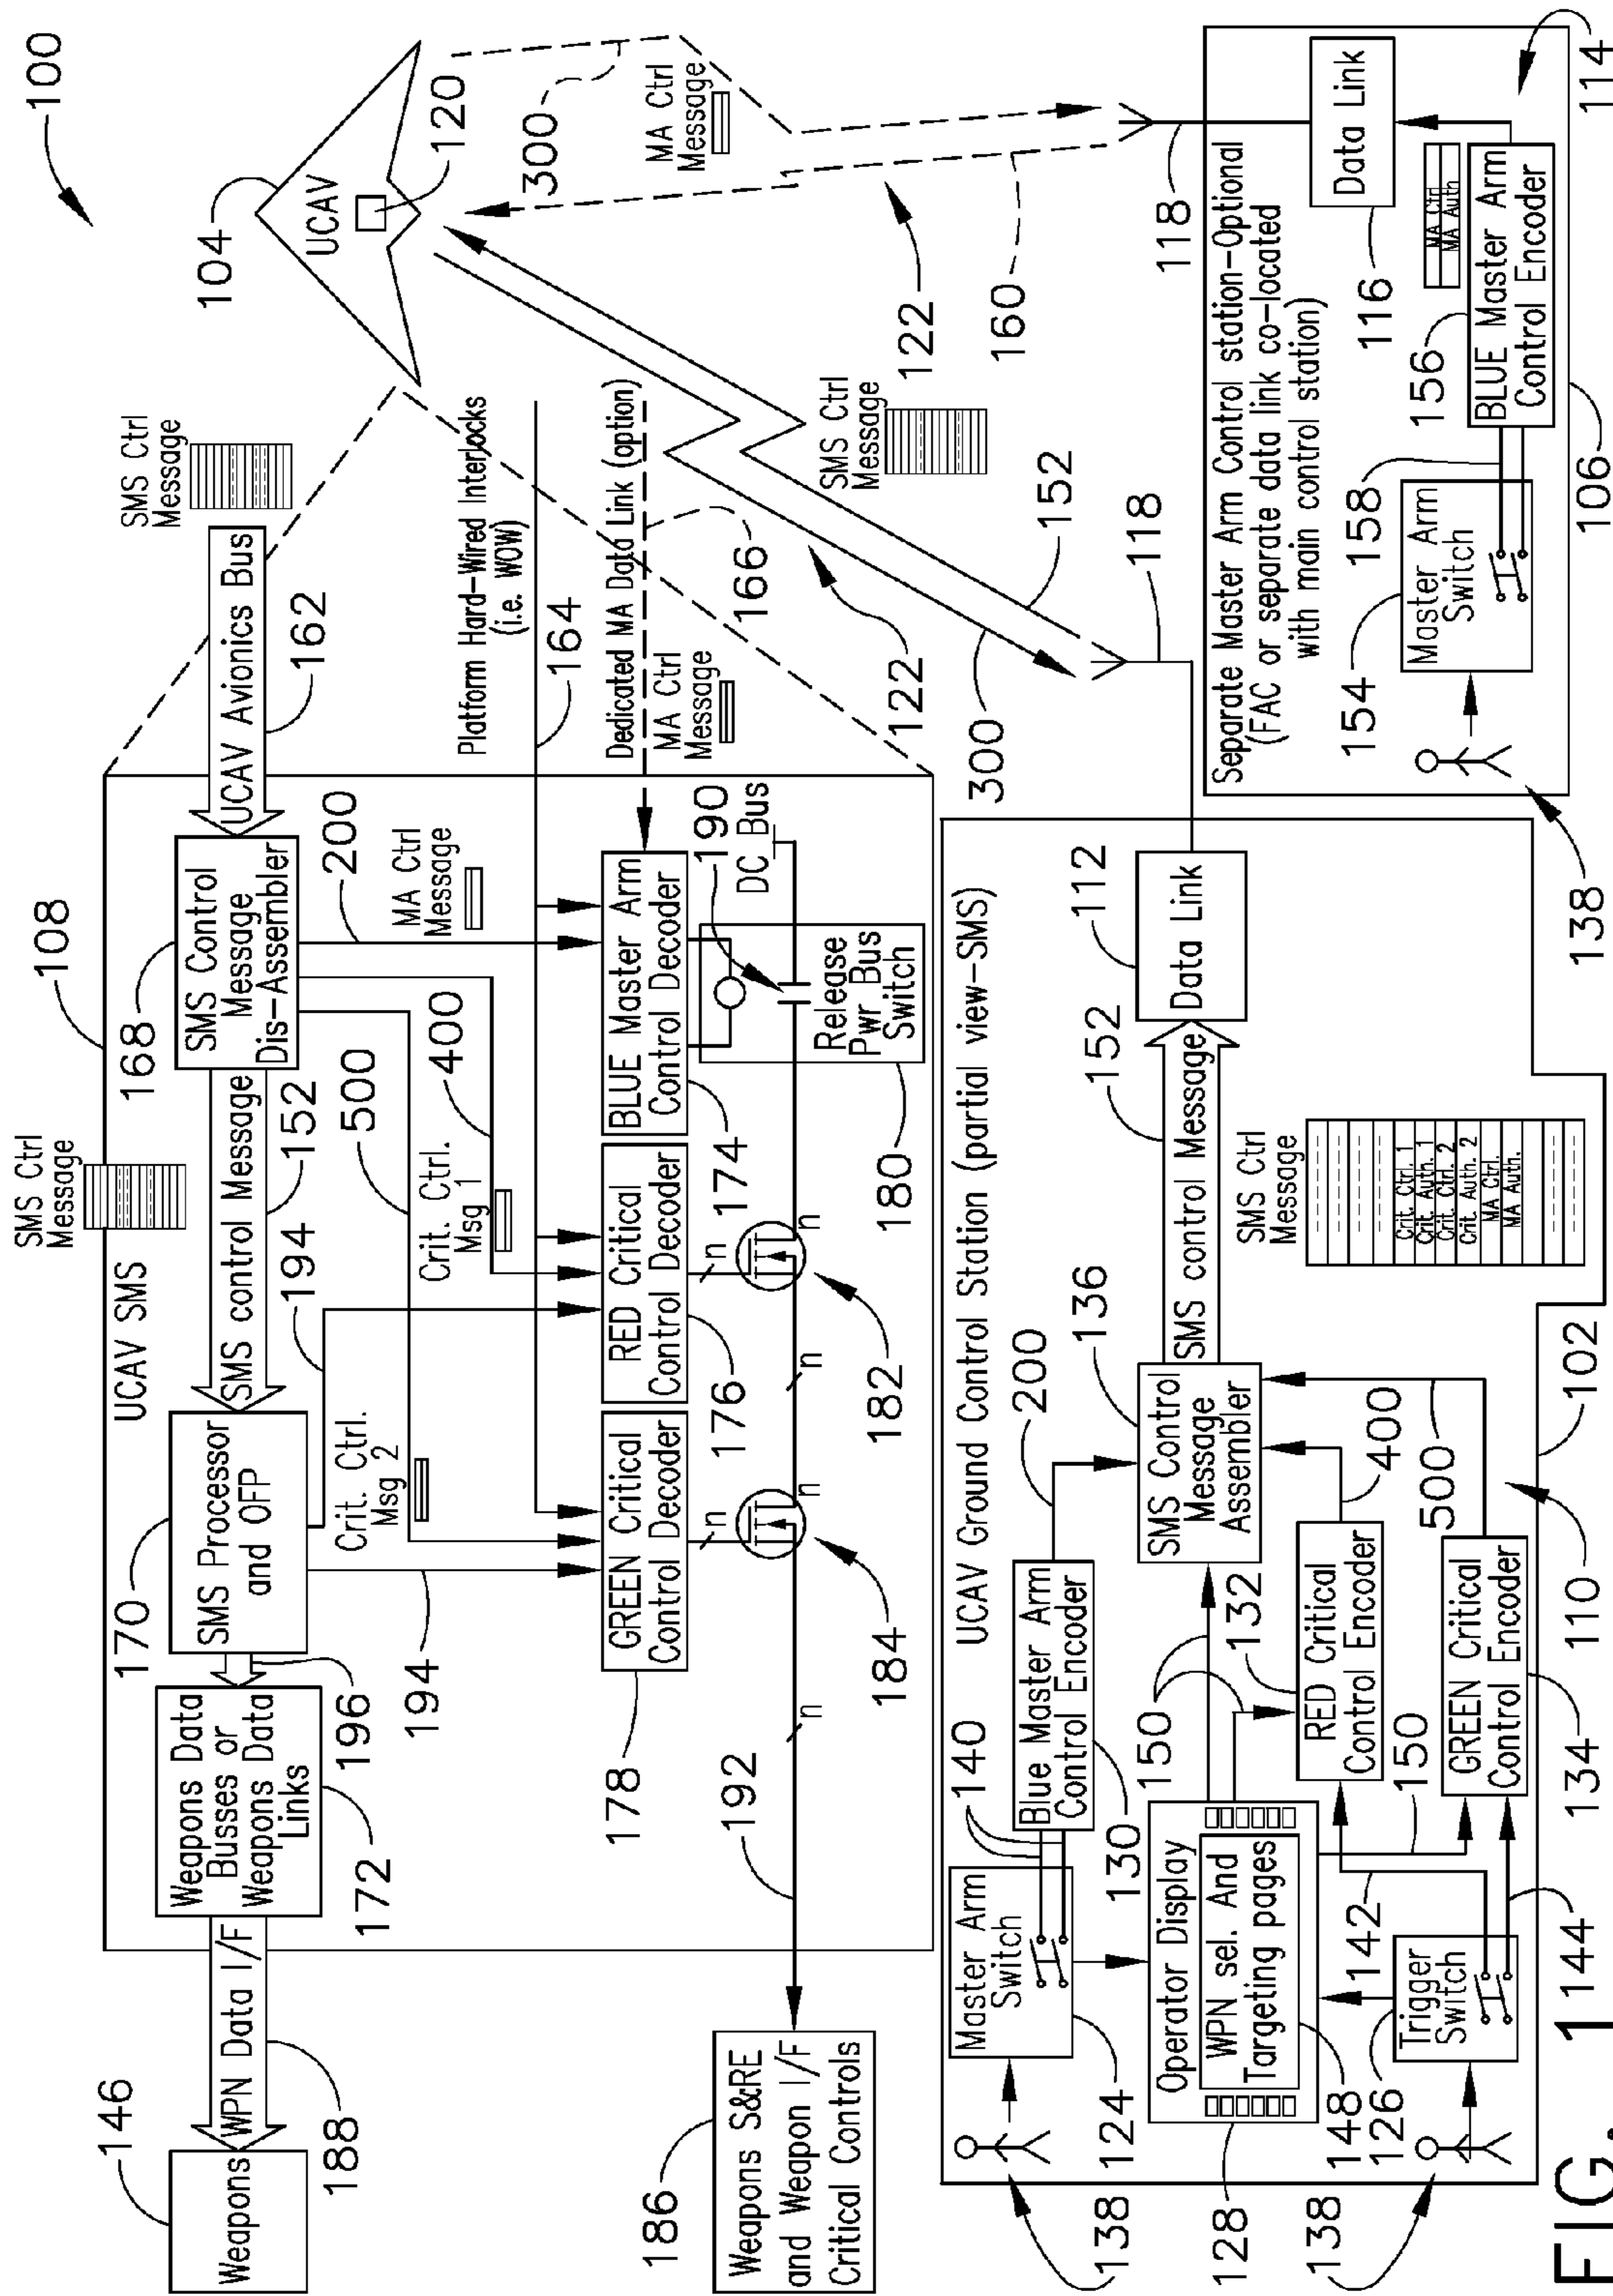 100
104
UCAV
120
300
MA Ctrl
Message
SMS Ctrl
Message
UCAV Avionics Bus
162
Platform Hard-Wired Interlocks
(i.e. WOW)
164
Dedicated MA Data Link (option)
MA Ctrl
Message
166
122
SMS Ctrl
Message
122
160
152
300
118
118
108
UCAV SMS
SMS Ctrl
Message
168
SMS Control
Message
Dis-Assembler
200
MA Ctrl
Message
SMS control Message
152
194
500
400
Crit. Ctrl.
Msg 1
170
SMS Processor
and OFP
Crit. Ctrl.
Msg 2
196
194
Weapons Data
Busses or
Weapons Data
Links
172
WPN Data I/F
188
146
Weapons
BLUE Master Arm
Control Decoder
174
190
DC Bus
Release
Pwr Bus
Switch
180
RED Critical
Control Decoder
176
n
n
182
n
GREEN Critical
Control Decoder
178
n
n
184
n
192
186
Weapons S&RE
and Weapon I/F
Critical Controls
UCAV Ground Control Station (partial view-SMS)
138
Master Arm
Switch
124
140
Blue Master Arm
Control Encoder
130
200
Operator Display
WPN sel. And
Targeting pages
128
148
150
132
RED Critical
Control Encoder
400
138
126
Trigger
Switch
142
144
150
GREEN Critical
Control Encoder
134
500
110
102
136
SMS Control
Message
Assembler
SMS control Message
152
112
Data Link
SMS Ctrl
Message
Crit. Ctrl. 1
Crit. Auth. 1
Crit. Ctrl. 2
Crit. Auth. 2
MA Ctrl.
MA Auth.
Separate Master Arm Control station-Optional
(FAC or separate data link co-located
with main control station)
138
154
Master Arm
Switch
158
156
BLUE Master Arm
Control Encoder
MA Ctrl
MA Auth
116
Data Link
106
114
FIG. 1